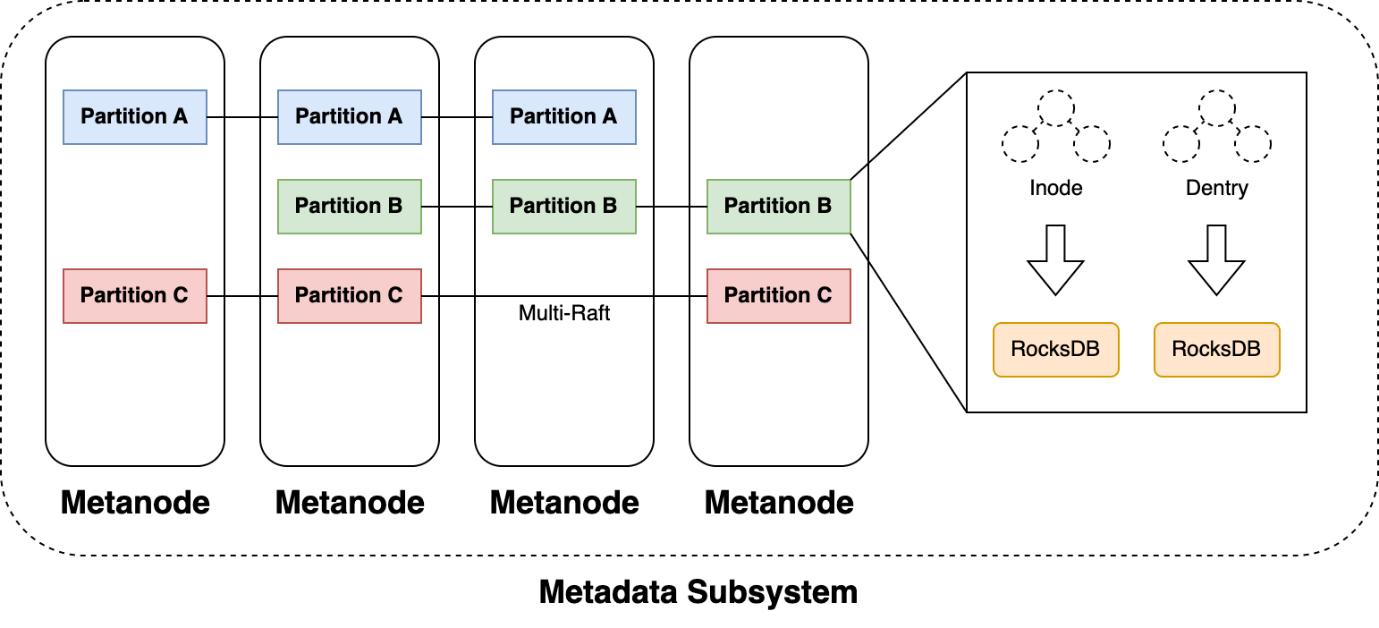 Partition A
Partition A
Partition A
Partition B
Partition B
Partition B
Partition C
Partition C
Partition C
Multi-Raft
Inode
Dentry
RocksDB
RocksDB
Metanode
Metanode
Metanode
Metanode
Metadata Subsystem